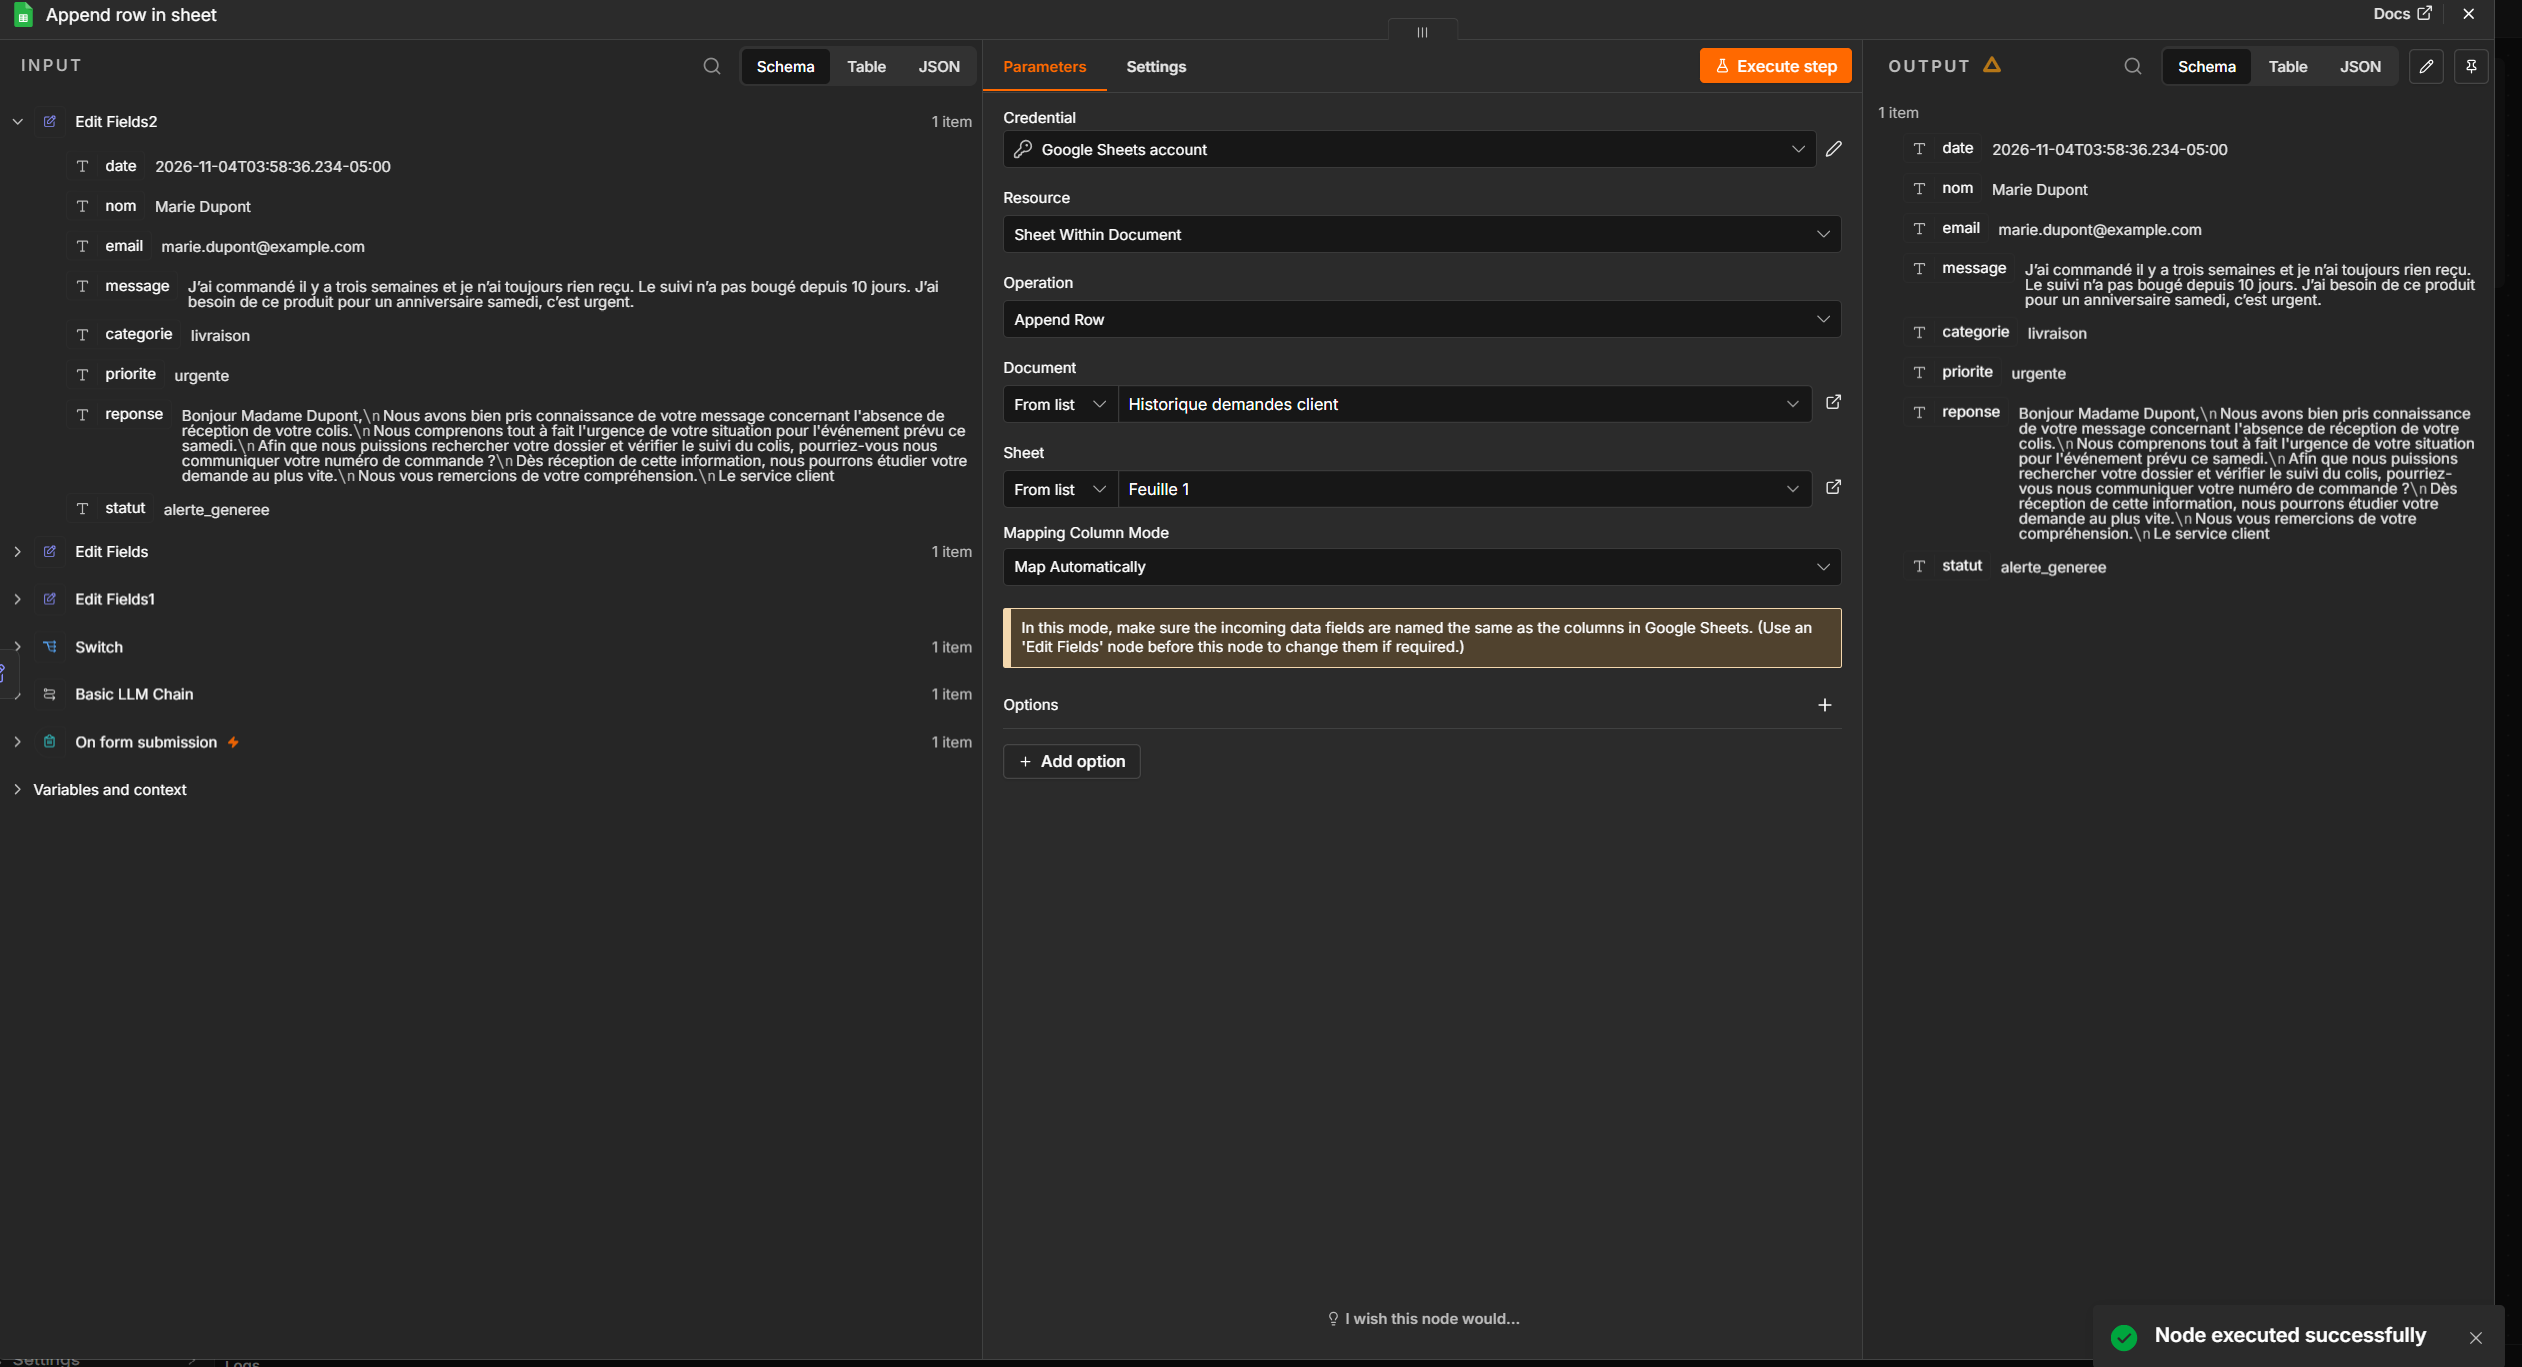 Append row in sheet
Docs
INPUT
Schema
Table
JSON
Edit Fields2
1 item
date 2026-11-04T03:58:36.234-05:00
nom Marie Dupont
email marie.dupont@example.com
message J'ai commandé il y a trois semaines et je n'ai toujours rien reçu. Le suivi n'a pas bougé depuis 10 jours. J'ai
besoin de ce produit pour un anniversaire samedi, c'est urgent.
categorie livraison
priorite urgente
reponse Bonjour Madame Dupont,\n Nous avons bien pris connaissance de votre message concernant l'absence de
réception de votre colis.\n Nous comprenons tout à fait l'urgence de votre situation pour l'événement prévu ce
samedi.\n Afin que nous puissions rechercher votre dossier et vérifier le suivi du colis, pourriez-vous nous
communiquer votre numéro de commande ?\n Dès réception de cette information, nous pourrons étudier votre
demande au plus vite.\n Nous vous remercions de votre compréhension.\n Le service client
statut alerte_generee
Edit Fields
1 item
Edit Fields1
1 item
Switch
1 item
Basic LLM Chain
1 item
On form submission
1 item
Variables and context
Parameters
Settings
Execute step
Credential
Google Sheets account
Resource
Sheet Within Document
Operation
Append Row
Document
From list
Historique demandes client
Sheet
From list
Feuille 1
Mapping Column Mode
Map Automatically
In this mode, make sure the incoming data fields are named the same as the columns in Google Sheets. (Use an
'Edit Fields' node before this node to change them if required.)
Options
Add option
I wish this node would...
OUTPUT
Schema
Table
JSON
1 item
date 2026-11-04T03:58:36.234-05:00
nom Marie Dupont
email marie.dupont@example.com
message J'ai commandé il y a trois semaines et je n'ai toujours rien reçu.
Le suivi n'a pas bougé depuis 10 jours. J'ai besoin de ce produit
pour un anniversaire samedi, c'est urgent.
categorie livraison
priorite urgente
reponse Bonjour Madame Dupont,\n Nous avons bien pris connaissance
de votre message concernant l'absence de réception de votre
colis.\n Nous comprenons tout à fait l'urgence de votre situation
pour l'événement prévu ce samedi.\n Afin que nous puissions
rechercher votre dossier et vérifier le suivi du colis, pourriez-
vous nous communiquer votre numéro de commande ?\n Dès
réception de cette information, nous pourrons étudier votre
demande au plus vite.\n Nous vous remercions de votre
compréhension.\n Le service client
statut alerte_generee
Node executed successfully
Settings
Logs